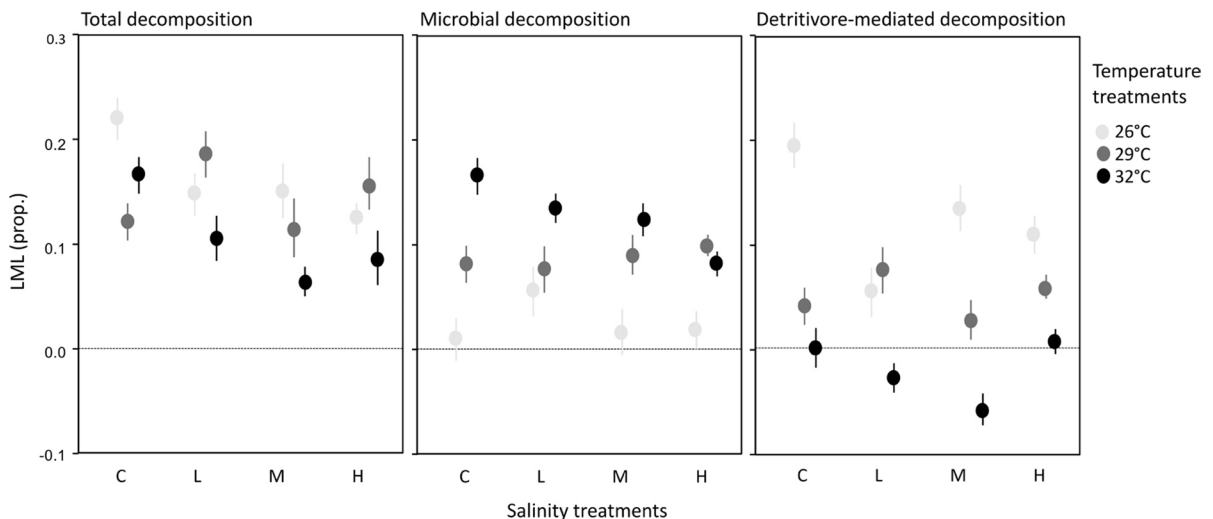 Total decomposition
Microbial decomposition
Detritivore-mediated decomposition
0.3
0.2
0.1
0.0
-0.1
LML (prop.)
C L M H
C L M H
C L M H
Salinity treatments
Temperature
treatments
26°C
29°C
32°C